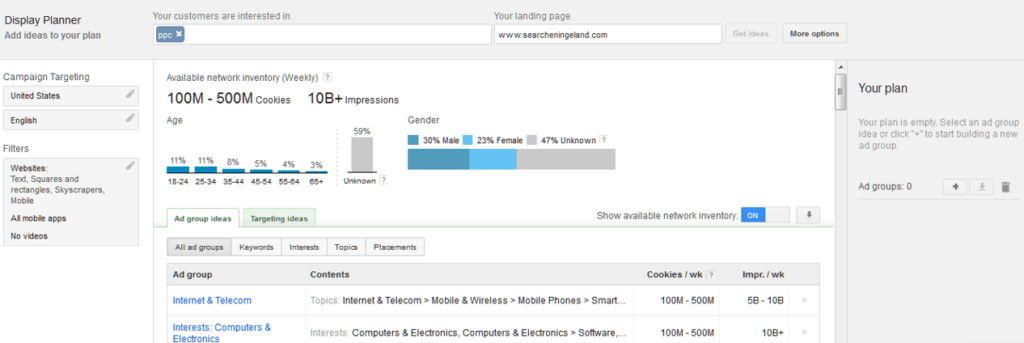 Display Planner
Add ideas to your plan
Your customers are interested in
ppc
Your landing page
www.searcheningeland.com
Get ideas
More options
Campaign Targeting
United States
English
Filters
Websites:
Text, Squares and
rectangles, Skyscrapers,
Mobile
All mobile apps
No videos
Available network inventory (Weekly) ?
100M - 500M Cookies 10B+ Impressions
Age
59%
11% 11% 8% 5% 4% 3%
18-24 25-34 35-44 45-54 55-64 65+ Unknown ?
Gender
30% Male 23% Female 47% Unknown ?
Ad group ideas
Targeting ideas
Show available network inventory: ON
All ad groups Keywords Interests Topics Placements
Ad group Contents Cookies / wk ? Impr. / wk
Internet & Telecom Topics: Internet & Telecom > Mobile & Wireless > Mobile Phones > Smart... 100M - 500M 5B - 10B »
Interests: Computers &
Electronics
Interests: Computers & Electronics, Computers & Electronics > Software,... 100M - 500M 10B+ »
Your plan
Your plan is empty. Select an ad group
idea or click "+" to start building a new
ad group.
Ad groups: 0